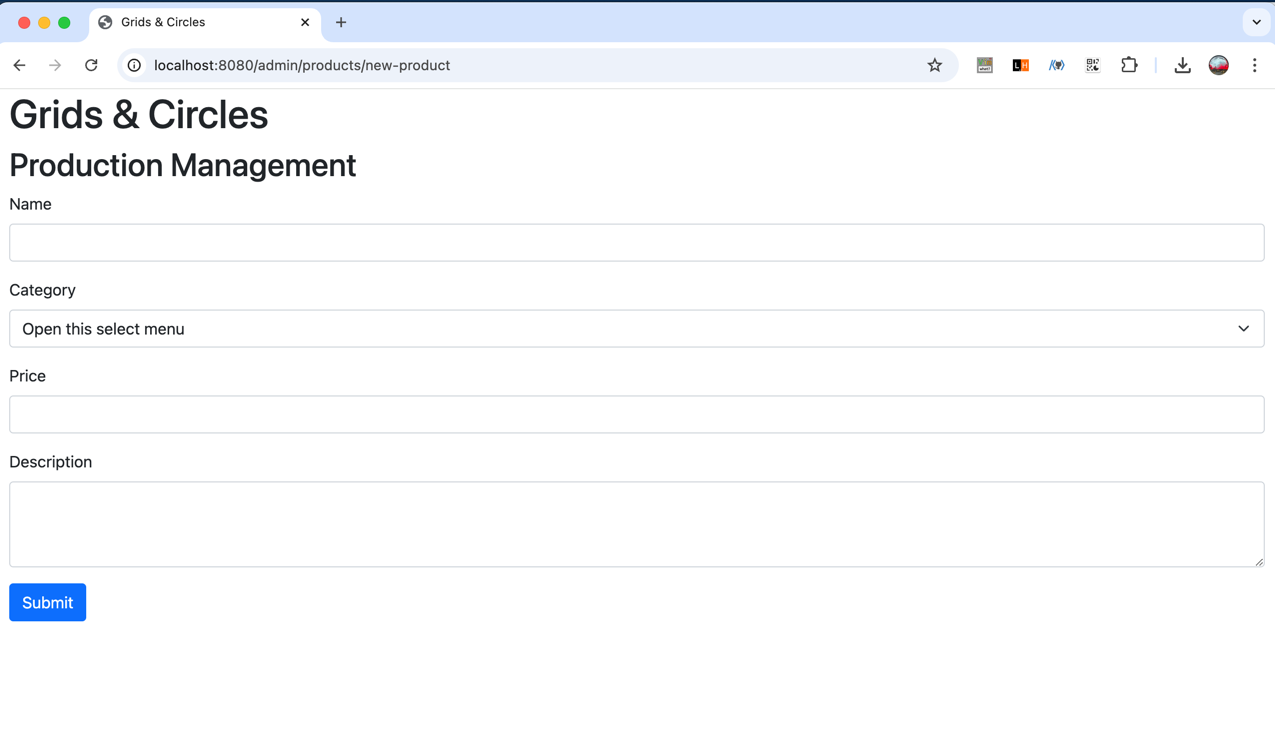 Grids & Circles
localhost:8080/admin/products/new-product
Grids & Circles
Production Management
Name
Category
Open this select menu
Price
Description
Submit